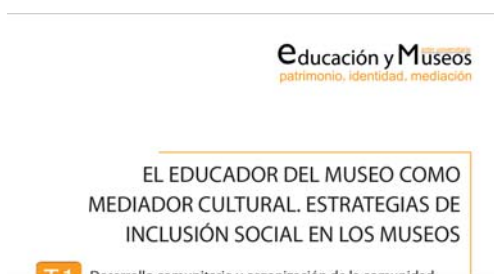 educación y Museos
patrimonio, identidad, mediación
EL EDUCADOR DEL MUSEO COMO
MEDIADOR CULTURAL. ESTRATEGIAS DE
INCLUSIÓN SOCIAL EN LOS MUSEOS
T.1 Desarrollo comunitario y organización de la comunidad